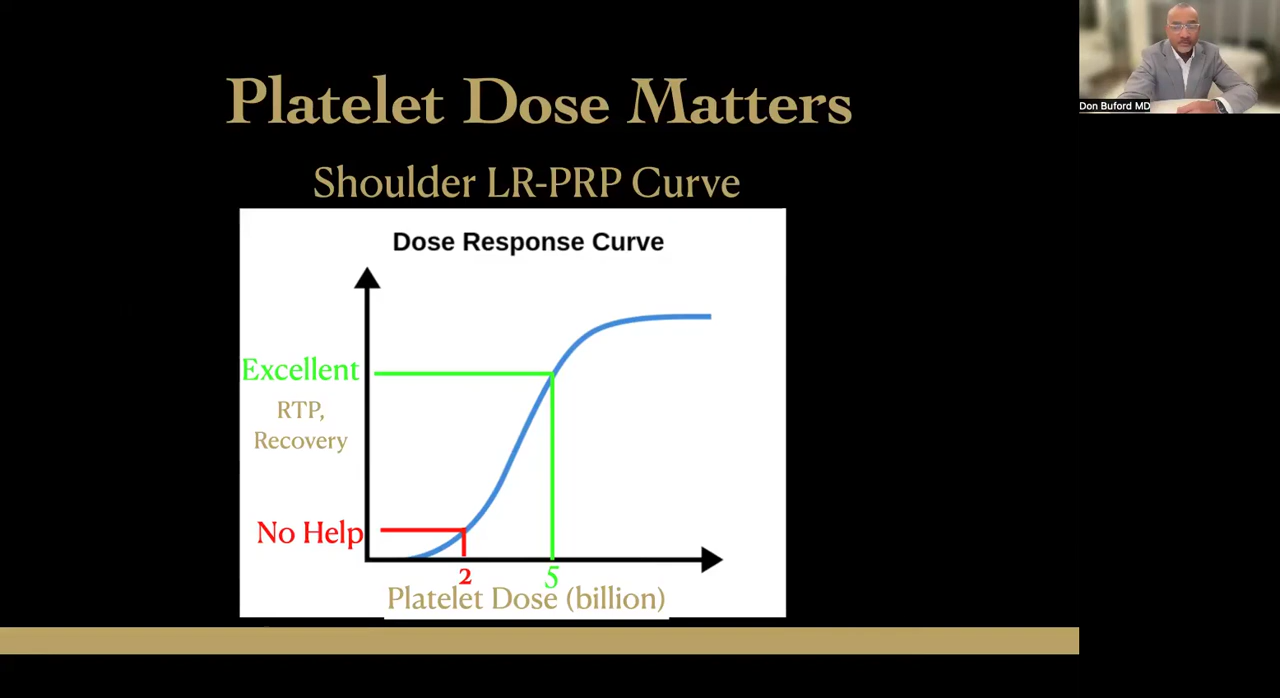 Platelet Dose Matters
Don Buford MD
Shoulder LR-PRP Curve
Dose Response Curve
Excellent
RTP,
Recovery
No Help
2
5
Platelet Dose (billion)